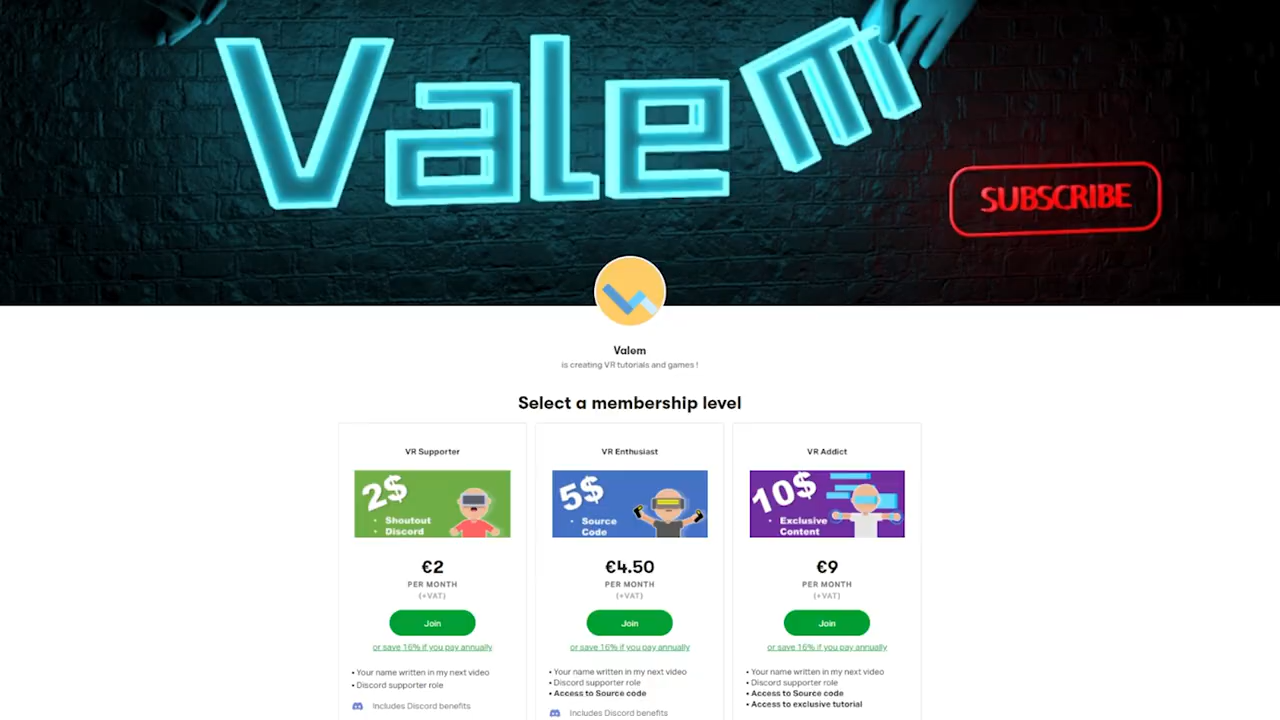 Valem
SUBSCRIBE
Valem
is creating VR tutorials and games !
Select a membership level
VR Supporter
2$
• Shoutout
• Discord
€2
PER MONTH
(+VAT)
Join
or save 16% if you pay annually
• Your name written in my next video
• Discord supporter role
Includes Discord benefits
VR Enthusiast
5$
• Source
Code
€4.50
PER MONTH
(+VAT)
Join
or save 16% if you pay annually
• Your name written in my next video
• Discord supporter role
• Access to Source code
Includes Discord benefits
VR Addict
10$
• Exclusive
Content
€9
PER MONTH
(+VAT)
Join
or save 16% if you pay annually
• Your name written in my next video
• Discord supporter role
• Access to Source code
• Access to exclusive tutorial